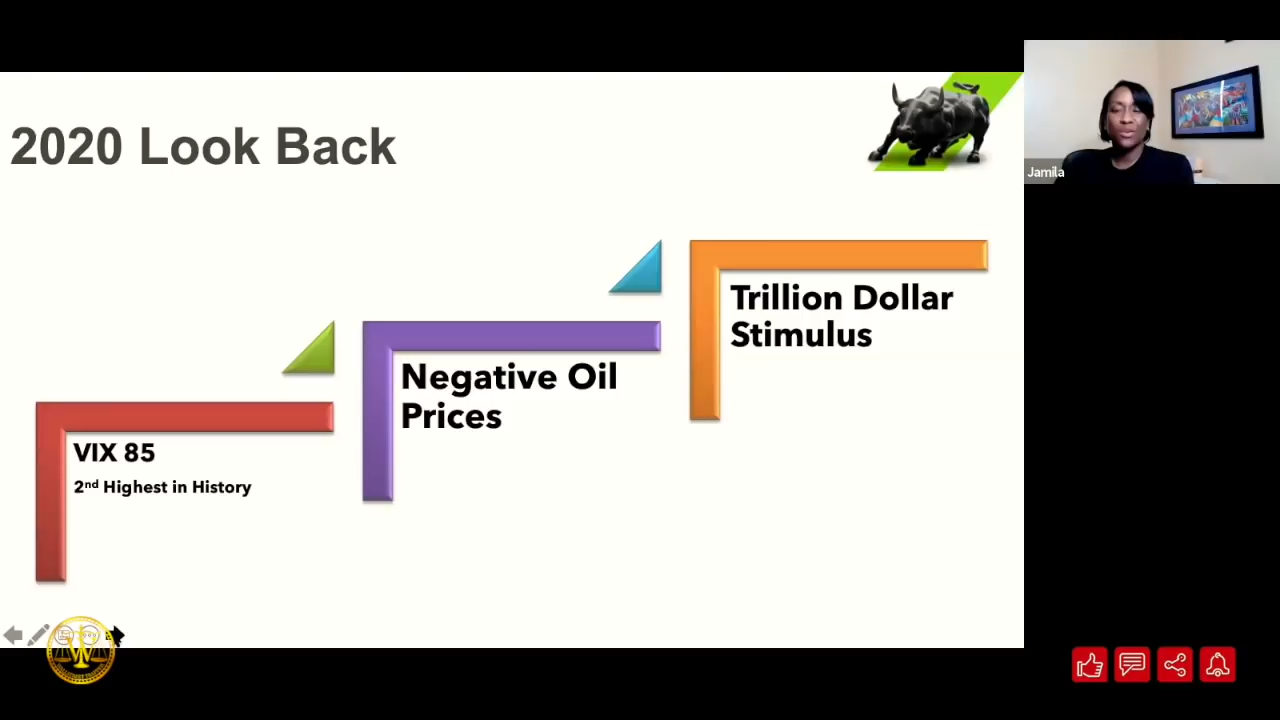 2020 Look Back
Jamila
Trillion Dollar
Stimulus
Negative Oil
Prices
VIX 85
2nd Highest in History